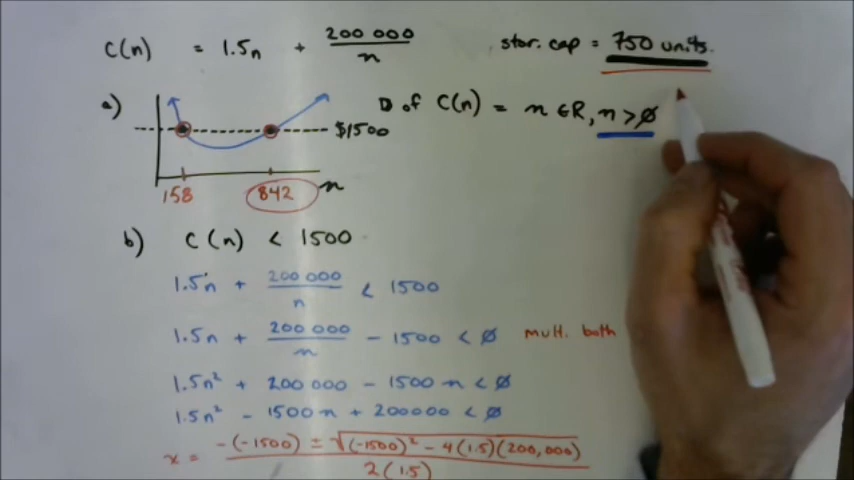 C(n) = 1.5n + 200 000 / n
stor. cap = 750 units.
a)
D of C(n) = n ∈ R, n > ∅
$1500
158 842 n
b) C(n) < 1500
1.5n + 200 000 / n < 1500
1.5n + 200 000 / n - 1500 < ∅ mult. both
1.5n² + 200 000 - 1500n < ∅
1.5n² - 1500n + 200000 < ∅
x = -(-1500) ± √(-1500)² - 4(1.5)(200,000) / 2(1.5)